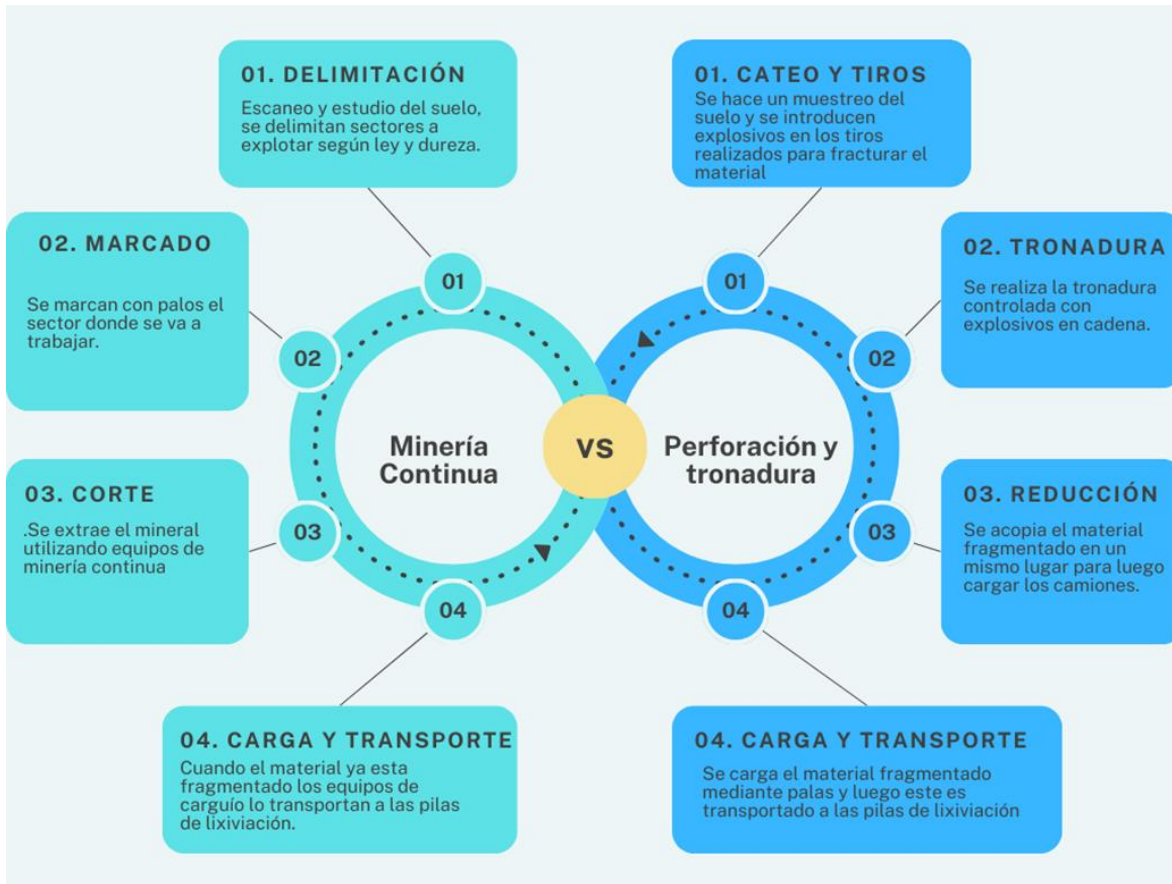 01. DELIMITACIÓN
Escaneo y estudio del suelo,
se delimitan sectores a
explotar según ley y dureza.
02. MARCADO
Se marcan con palos el
sector donde se va a
trabajar.
03. CORTE
.Se extrae el mineral
utilizando equipos de
minería continua
04. CARGA Y TRANSPORTE
Cuando el material ya esta
fragmentado los equipos de
carguío lo transportan a las pilas
de lixiviación.
01
02
03
04
Minería
Continua
VS
Perforación y
tronadura
01
02
03
04
01. CATEO Y TIROS
Se hace un muestreo del
suelo y se introducen
explosivos en los tiros
realizados para fracturar el
material
02. TRONADURA
Se realiza la tronadura
controlada con
explosivos en cadena.
03. REDUCCIÓN
Se acopia el material
fragmentado en un
mismo lugar para luego
cargar los camiones.
04. CARGA Y TRANSPORTE
Se carga el material fragmentado
mediante palas y luego este es
transportado a las pilas de lixiviación